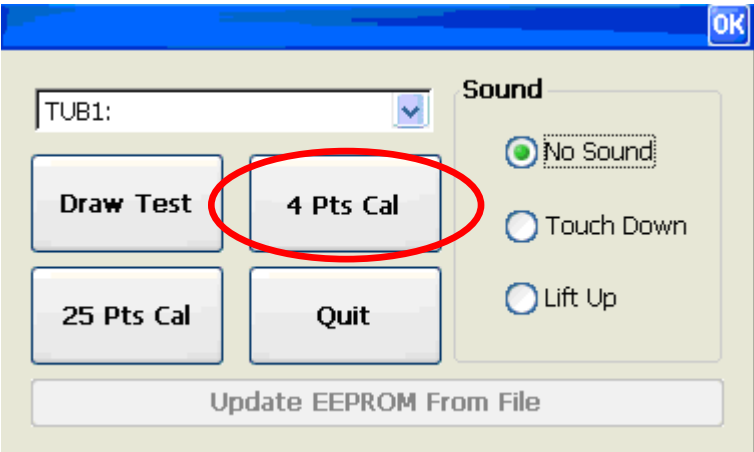 OK
TUB1:
Draw Test
4 Pts Cal
25 Pts Cal
Quit
Sound
No Sound
Touch Down
Lift Up
Update EEPROM From File